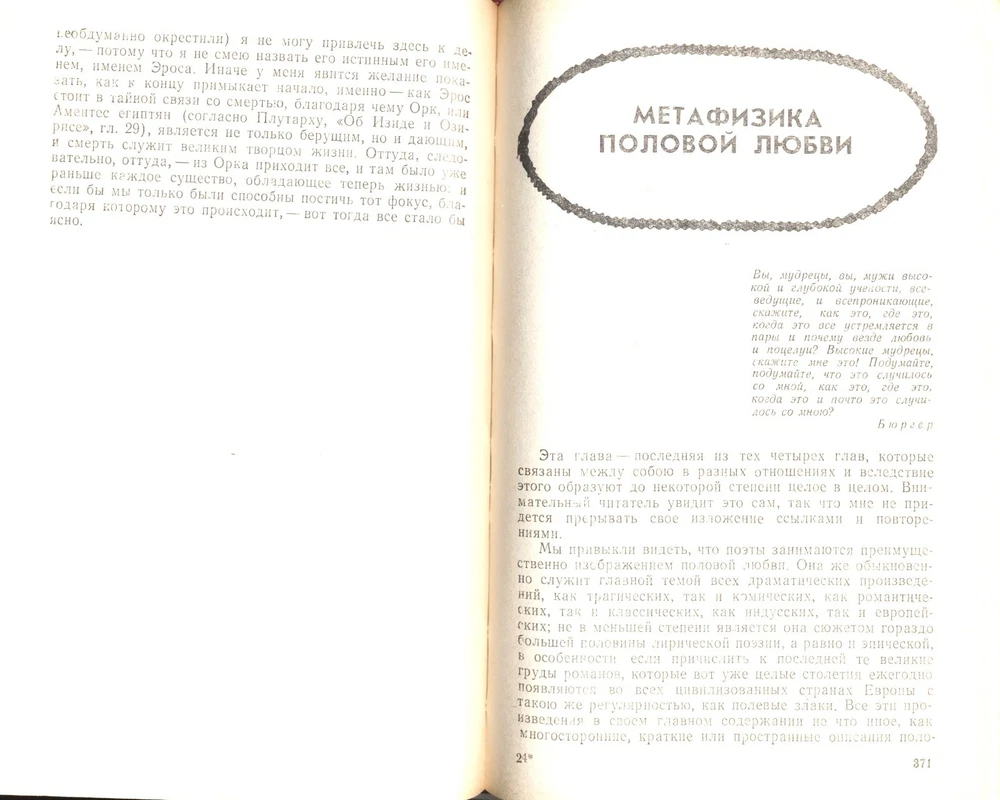 необдуманно окрестили) я не могу привлечь здесь к де-
лу, — потому что я не смею назвать его истинным его име-
нем, именем Эроса. Иначе у меня явится желание пока-
зать, как к концу примыкает начало, именно — как Эрос
стоит в тайной связи со смертью, благодаря чему Орк, или
Аментес египтян (согласно Плутарху, «Об Изиде и Ози-
рисе», гл. 29), является не только берущим, но и дающим,
и смерть служит великим творцом жизни. Оттуда, следо-
вательно, оттуда, — из Орка приходит все, и там было уже
раньше каждое существо, обладающее теперь жизнью: и
если бы мы только были способны постичь тот фокус, бла-
годаря которому это происходит, — вот тогда все стало бы
ясно.
МЕТАФИЗИКА
ПОЛОВОЙ ЛЮБВИ
Вы, мудрецы, вы, мужи высо-
кой и глубокой учености, все-
ведущие, и всепроникающие,
скажите, как это, где это,
когда это все устремляется в
пары и почему везде любовь
и поцелуи? Высокие мудрецы,
скажите мне это! Подумайте,
подумайте, что это случилось
со мной, как это, где это,
когда это и почто это случи-
лось со мною?
Бюргер
Эта глава — последняя из тех четырех глав, которые
связаны между собою в разных отношениях и вследствие
этого образуют до некоторой степени целое в целом. Вни-
мательный читатель увидит это сам, так что мне не при-
дется прерывать свое изложение ссылками и повторе-
ниями.
Мы привыкли видеть, что поэты занимаются преимуще-
ственно изображением половой любви. Она же обыкновен-
но служит главной темой всех драматических произведе-
ний, как трагических, так и комических, как романтиче-
ских, так и классических, как индусских, так и европей-
ских; не в меньшей степени является она сюжетом гораздо
большей половины лирической поэзии, а равно и эпической,
в особенности если причислить к последней те великие
груды романов, которые вот уже целые столетия ежегодно
появляются во всех цивилизованных странах Европы с
такою же регулярностью, как полевые злаки. Все эти про-
изведения в своем главном содержании не что иное, как
многосторонние, краткие или пространные описания поло-
24*
371